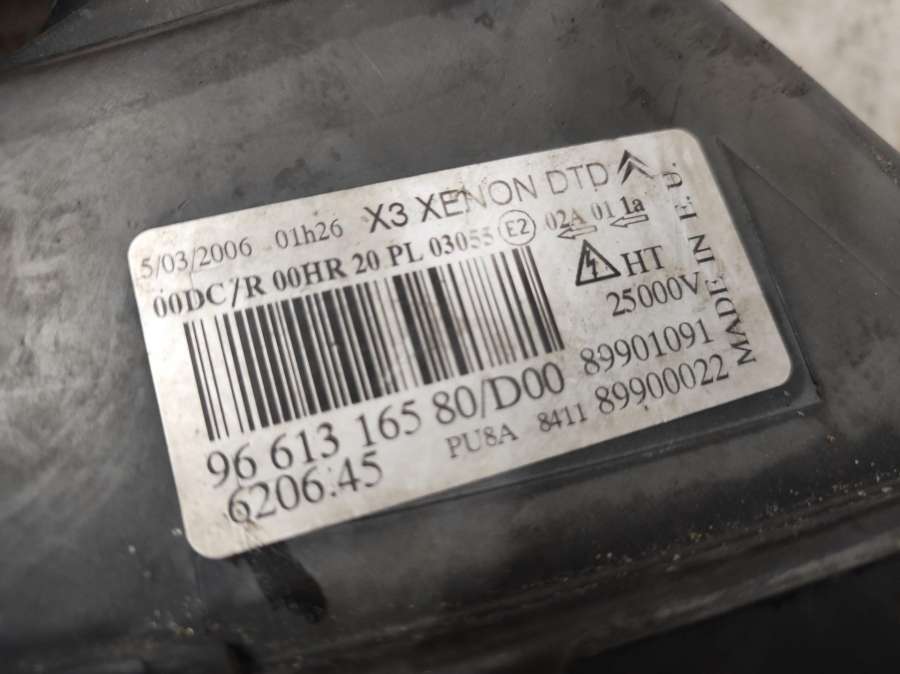 5/03/2006 01h26 X3 XENON DTD
00DC/R 00HR 20 PL 03055 E2 02A 01 1a
HT
25000V
MADE IN E.U.
89901091
96 613 165 80/D00
PU8A 8411 89900022
6206.45